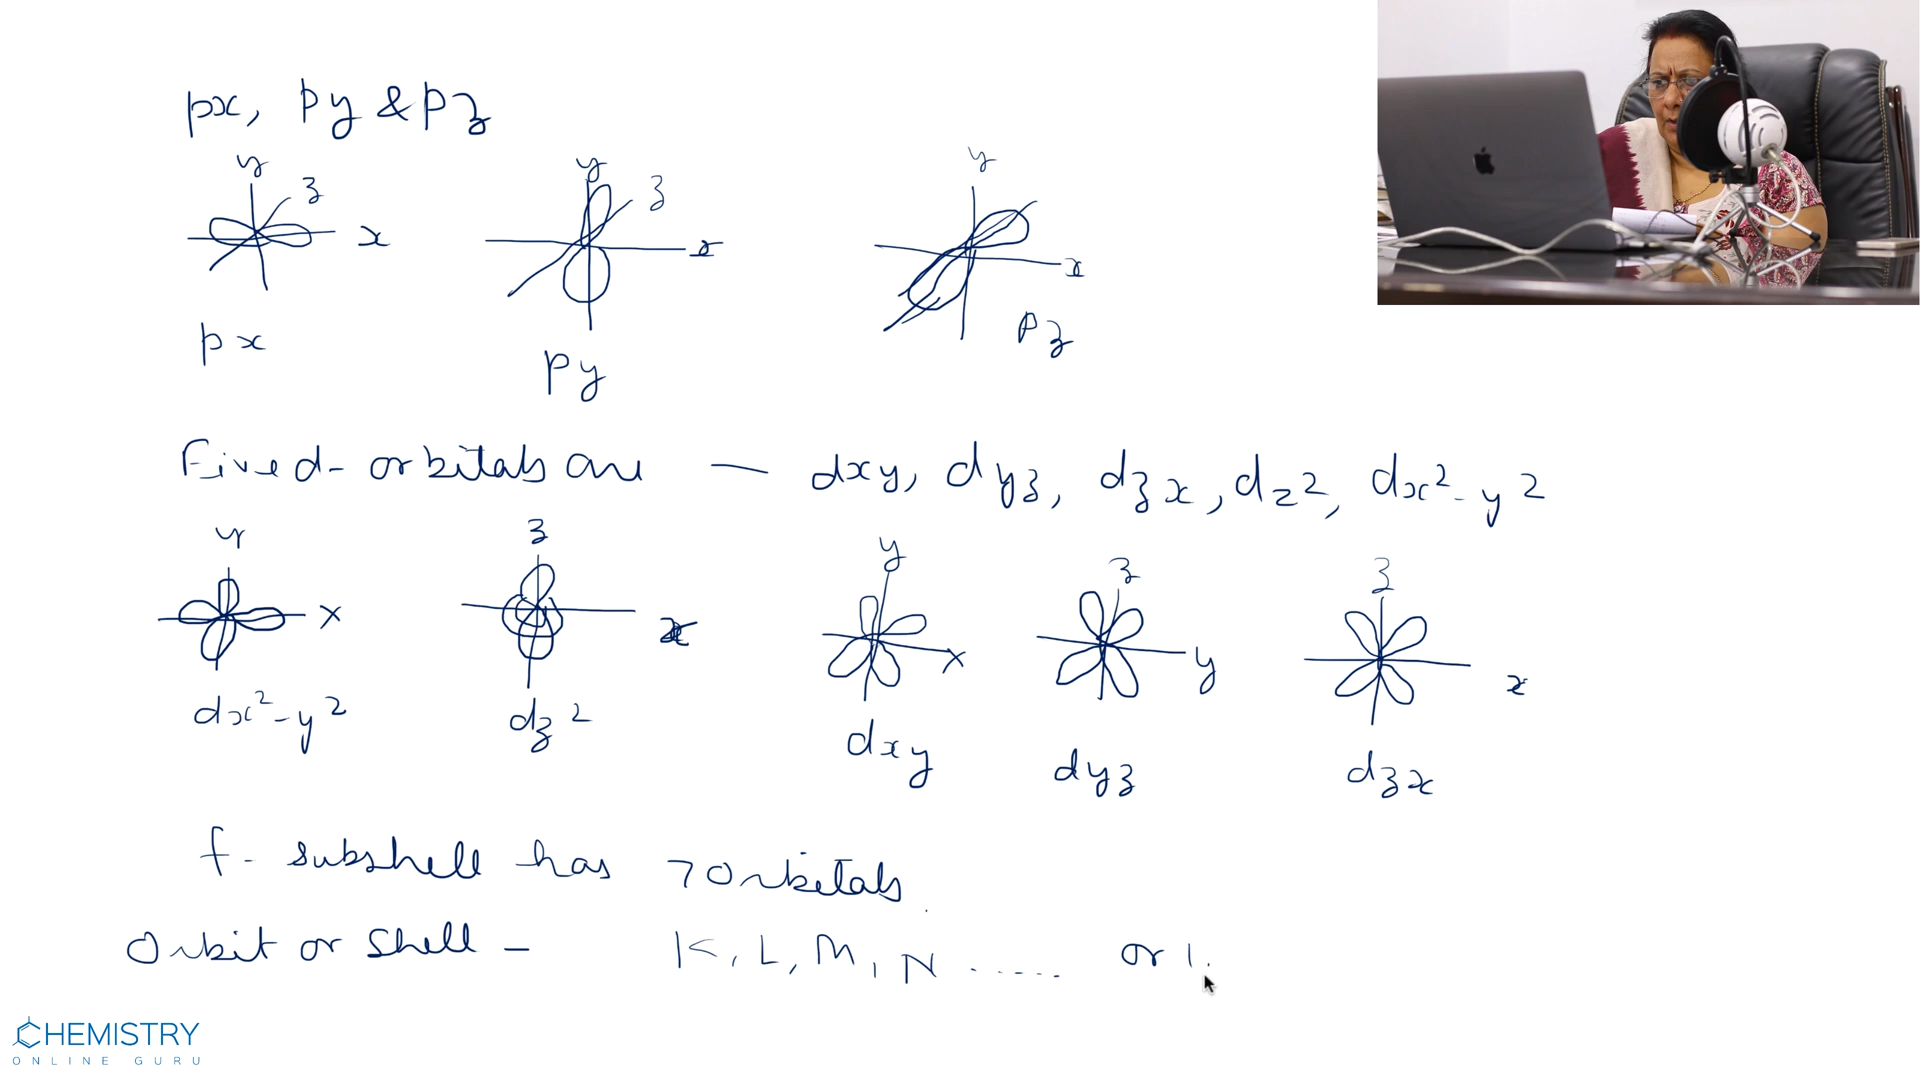 px, py & pz
y y y
z z
x x x
px py pz
Five d- orbitals are — dxy, dyz, dzx, dz2, dx2-y2
y z y z z
x x x y x
dx2-y2 dz2 dxy dyz dzx
f- subshell has 7 orbitals
Orbit or Shell - K, L, M, N ...... or 1.
CHEMISTRY
ONLINE GURU